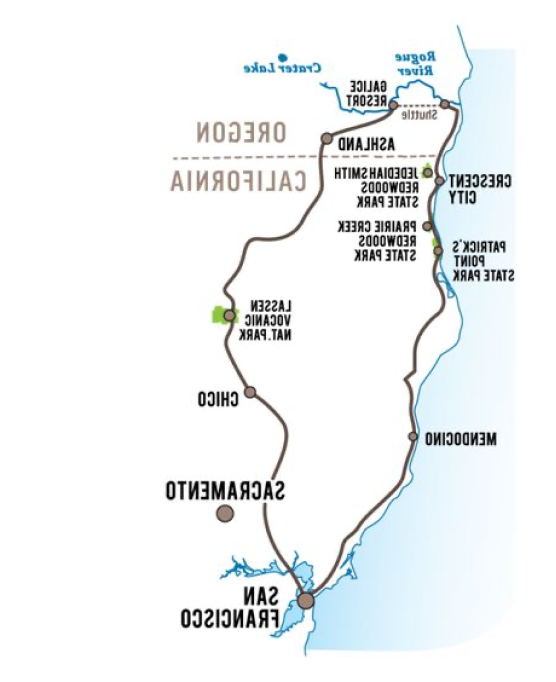 Rogue
River
Crater Lake
GALICE
RESORT
Shuttle
OREGON
ASHLAND
CALIFORNIA
JEDEDIAH SMITH
REDWOODS
STATE PARK
CRESCENT
CITY
PRAIRIE CREEK
REDWOODS
STATE PARK
PATRICK'S
POINT
STATE PARK
LASSEN
VOCANIC
NAT. PARK
CHICO
MENDOCINO
SACRAMENTO
SAN
FRANCISCO